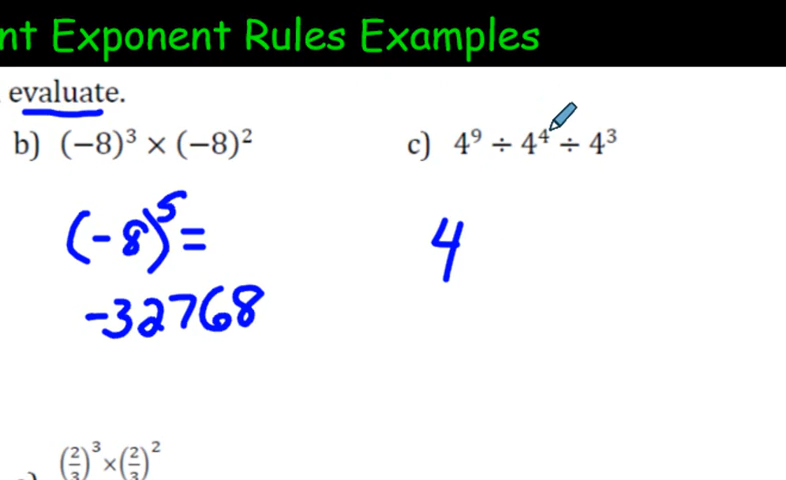 nt Exponent Rules Examples
evaluate.
b) (−8)³ × (−8)²
c) 4⁹ ÷ 4⁴ ÷ 4³
(-8)⁵ =
-32768
4
(2/3)³×(2/3)²